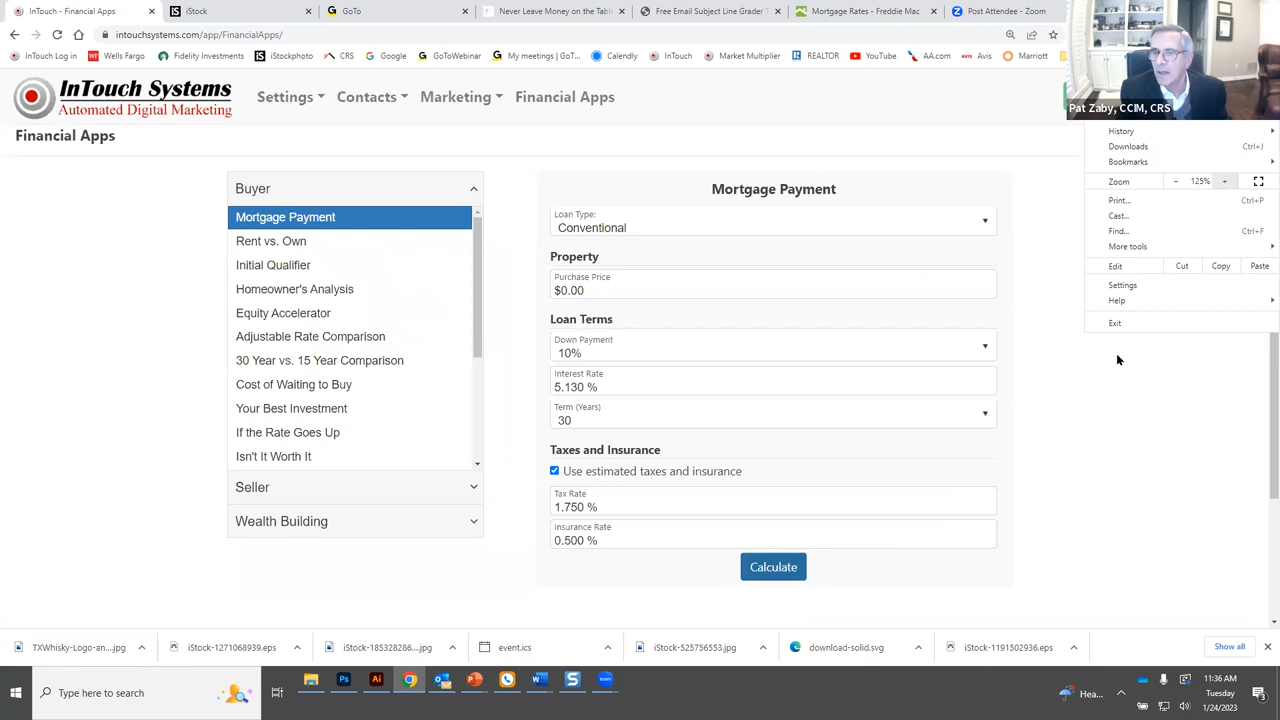 InTouch - Financial Apps
iStock
GoTo
Never Leave Money on the Tabl
Free Email Subject Line Grader T
Mortgage Rates - Freddie Mac
Post Attender - Zoom
intouchsystems.com/app/FinancialApps/
InTouch Log in
Wells Fargo
Fidelity Investments
iStockphoto
CRS
Google
GoToWebinar
My meetings | GoT...
Calendly
InTouch
Market Multiplier
REALTOR
YouTube
AA.com
Avis
Marriott
InTouch Systems
Automated Digital Marketing
Settings
Contacts
Marketing
Financial Apps
Pat Zaby, CCIM, CRS
Financial Apps
History
Downloads Ctrl+J
Bookmarks
Zoom - 125% +
Print... Ctrl+P
Cast...
Find... Ctrl+F
More tools
Edit Cut Copy Paste
Settings
Help
Exit
Buyer
Mortgage Payment
Rent vs. Own
Initial Qualifier
Homeowner's Analysis
Equity Accelerator
Adjustable Rate Comparison
30 Year vs. 15 Year Comparison
Cost of Waiting to Buy
Your Best Investment
If the Rate Goes Up
Isn't It Worth It
Seller
Wealth Building
Mortgage Payment
Loan Type:
Conventional
Property
Purchase Price
$0.00
Loan Terms
Down Payment
10%
Interest Rate
5.130 %
Term (Years)
30
Taxes and Insurance
Use estimated taxes and insurance
Tax Rate
1.750 %
Insurance Rate
0.500 %
Calculate
TXWhisky-Logo-an....jpg
iStock-1271068939.eps
iStock-185328286....jpg
event.ics
iStock-525756553.jpg
download-solid.svg
iStock-1191502936.eps
Show all
Type here to search
Hea...
11:36 AM
Tuesday
1/24/2023